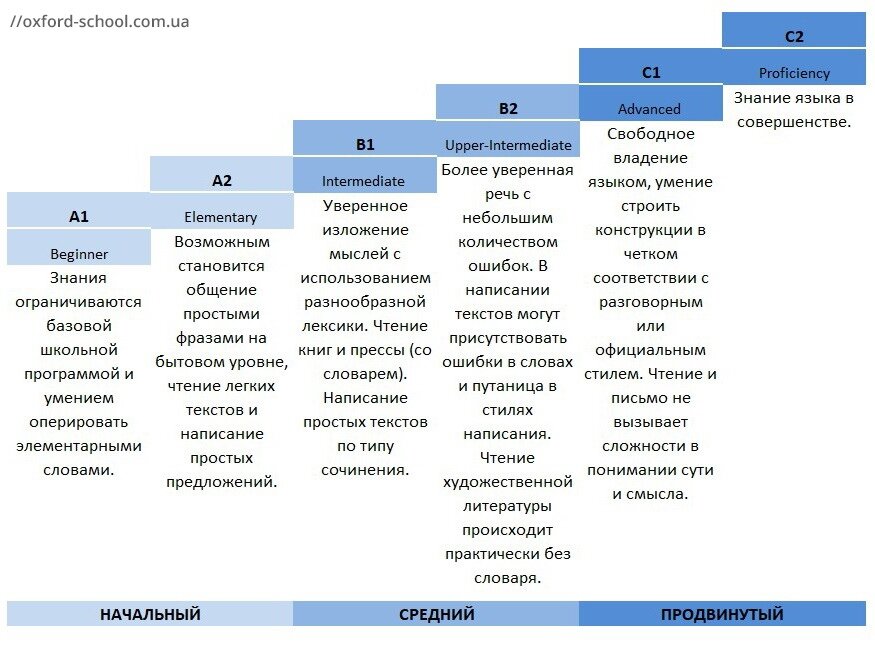 //oxford-school.com.ua
A1
Beginner
Знания
ограничиваются
базовой
школьной
программой и
умением
оперировать
элементарными
словами.
A2
Elementary
Возможным
становится
общение
простыми
фразами на
бытовом уровне,
чтение легких
текстов и
написание
простых
предложений.
B1
Intermediate
Уверенное
изложение
мыслей с
использованием
разнообразной
лексики. Чтение
книг и прессы (со
словарем).
Написание
простых текстов
по типу
сочинения.
B2
Upper-Intermediate
Более уверенная
речь с
небольшим
количеством
ошибок. В
написании
текстов могут
присутствовать
ошибки в словах
и путаница в
стилях
написания.
Чтение
художественной
литературы
происходит
практически без
словаря.
C1
Advanced
Свободное
владение
языком, умение
строить
конструкции в
четком
соответствии с
разговорным
или
официальным
стилем. Чтение и
письмо не
вызывает
сложности в
понимании сути
и смысла.
C2
Proficiency
Знание языка в
совершенстве.
НАЧАЛЬНЫЙ
СРЕДНИЙ
ПРОДВИНУТЫЙ